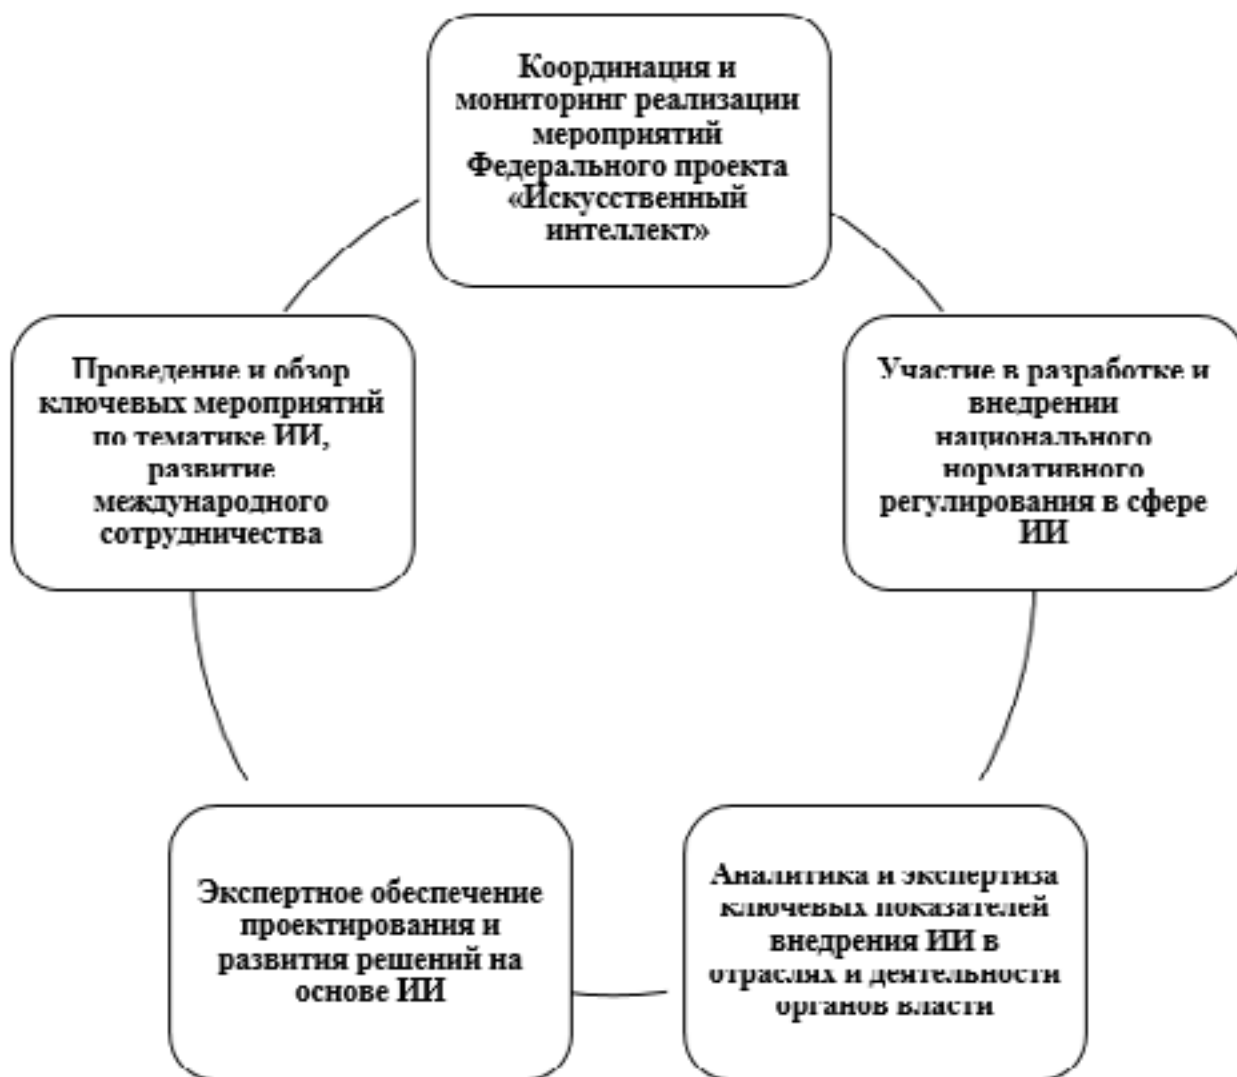 Координация и
мониторинг реализации
мероприятий
Федерального проекта
«Искусственный
интеллект»
Участие в разработке и
внедрении
национального
нормативного
регулирования в сфере
ИИ
Аналитика и экспертиза
ключевых показателей
внедрения ИИ в
отраслях и деятельности
органов власти
Экспертное обеспечение
проектирования и
развития решений на
основе ИИ
Проведение и обзор
ключевых мероприятий
по тематике ИИ,
развитие
международного
сотрудничества